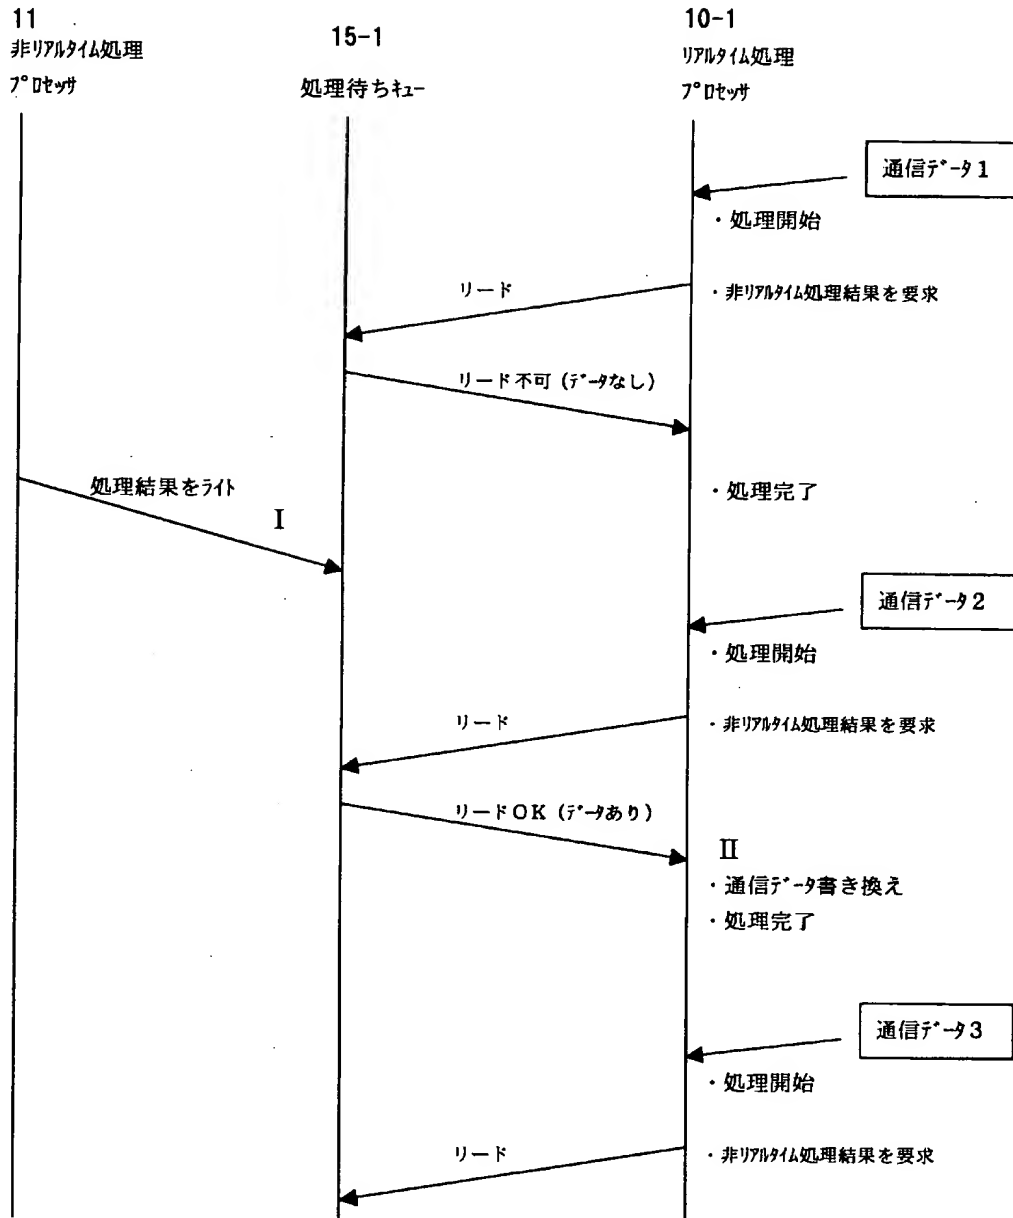 11
非ﾘｱﾙﾀｲﾑ処理
ﾌﾟﾛｾｯｻ
15-1
処理待ちｷｭｰ
10-1
ﾘｱﾙﾀｲﾑ処理
ﾌﾟﾛｾｯｻ
通信ﾃﾞｰﾀ1
・処理開始
リード
・非ﾘｱﾙﾀｲﾑ処理結果を要求
リード不可 (ﾃﾞｰﾀなし)
処理結果をﾗｲﾄ
・処理完了
I
通信ﾃﾞｰﾀ2
・処理開始
リード
・非ﾘｱﾙﾀｲﾑ処理結果を要求
リードOK (ﾃﾞｰﾀあり)
II
・通信ﾃﾞｰﾀ書き換え
・処理完了
通信ﾃﾞｰﾀ3
・処理開始
リード
・非ﾘｱﾙﾀｲﾑ処理結果を要求